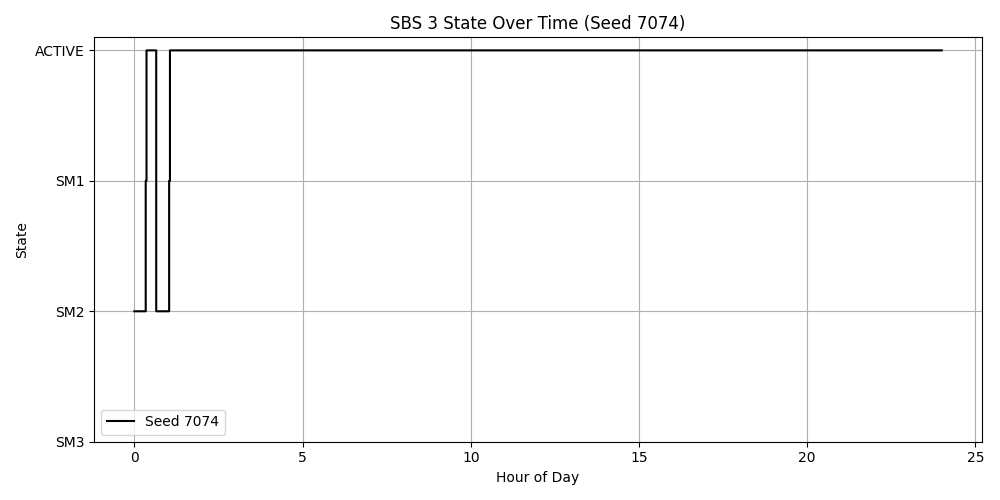 SBS 3 State Over Time (Seed 7074)
ACTIVE
SM1
SM2
SM3
State
Seed 7074
0 5 10 15 20 25
Hour of Day